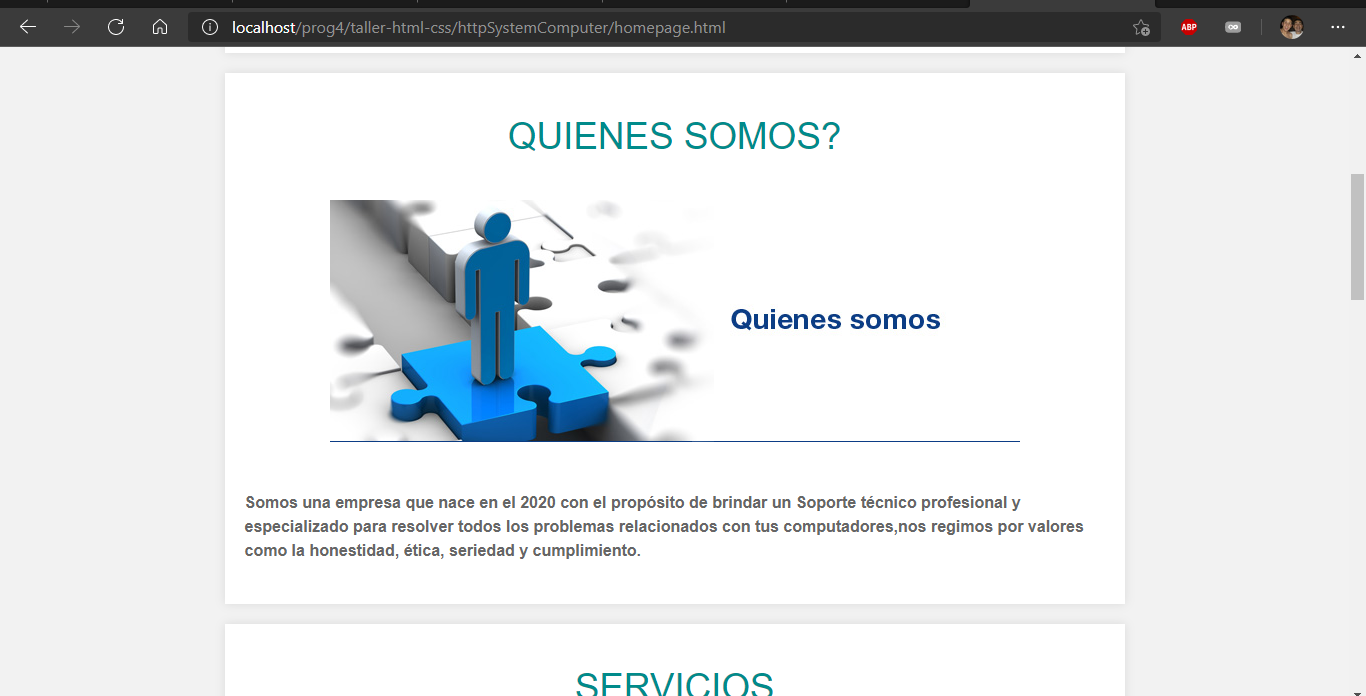 localhost/prog4/taller-html-css/httpSystemComputer/homepage.html
ABP
QUIENES SOMOS?
Quienes somos
Somos una empresa que nace en el 2020 con el propósito de brindar un Soporte técnico profesional y
especializado para resolver todos los problemas relacionados con tus computadores,nos regimos por valores
como la honestidad, ética, seriedad y cumplimiento.
SERVICIOS